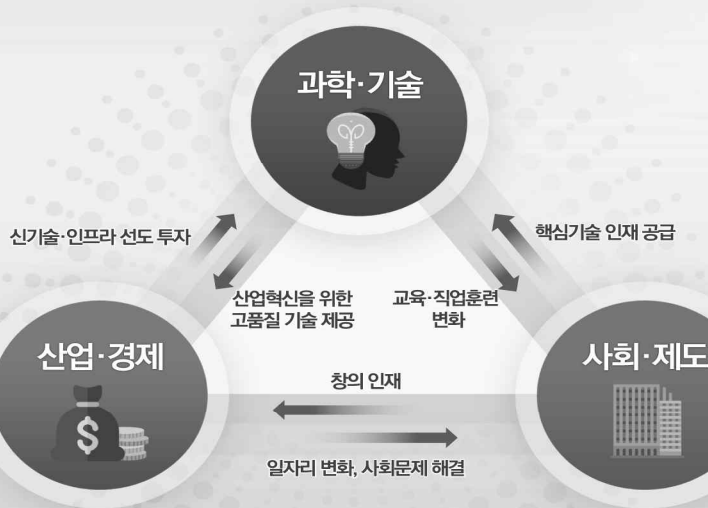 과학·기술
신기술·인프라 선도 투자
핵심기술 인재 공급
산업혁신을 위한
고품질 기술 제공
교육·직업훈련
변화
산업·경제
사회·제도
창의 인재
$
일자리 변화, 사회문제 해결